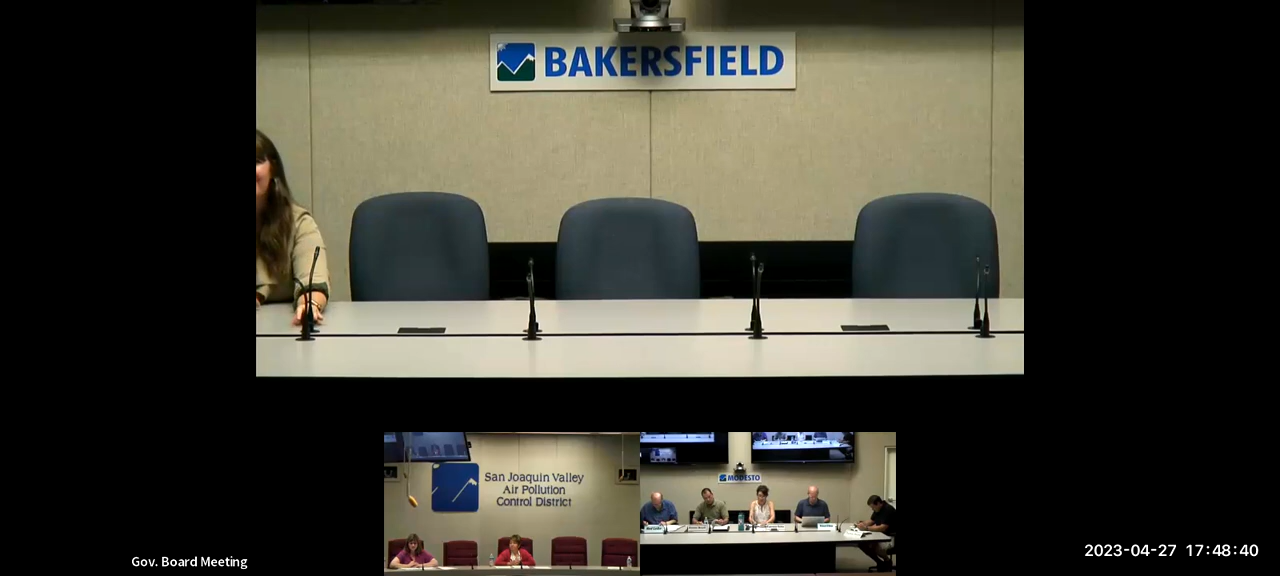 BAKERSFIELD
San Joaquin Valley
Air Pollution
Control District
MODESTO
Gov. Board Meeting
2023-04-27 17:48:40